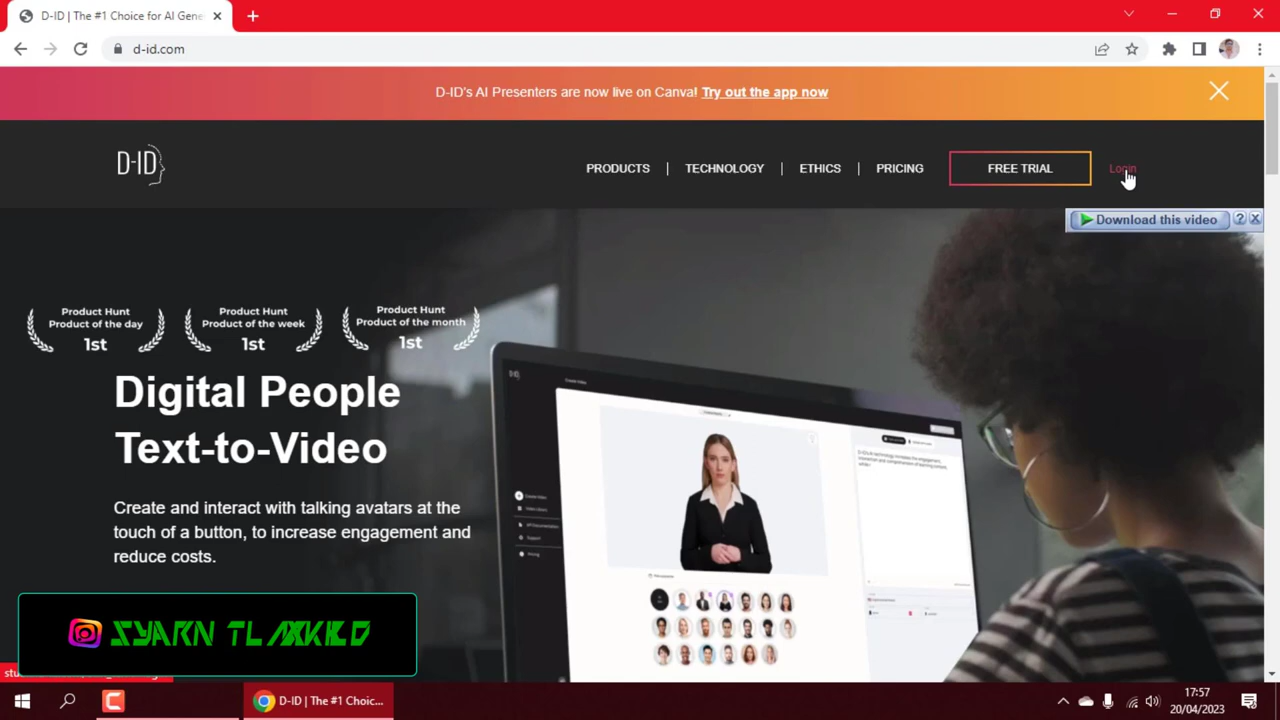 D-ID | The #1 Choice for AI Gene
d-id.com
D-ID's AI Presenters are now live on Canva! Try out the app now
D-ID
PRODUCTS | TECHNOLOGY | ETHICS | PRICING
FREE TRIAL
Login
Download this video
Product Hunt
Product of the day
1st
Product Hunt
Product of the week
1st
Product Hunt
Product of the month
1st
Digital People
Text-to-Video
Create and interact with talking avatars at the
touch of a button, to increase engagement and
reduce costs.
D-ID | The #1 Choic...
17:57
20/04/2023